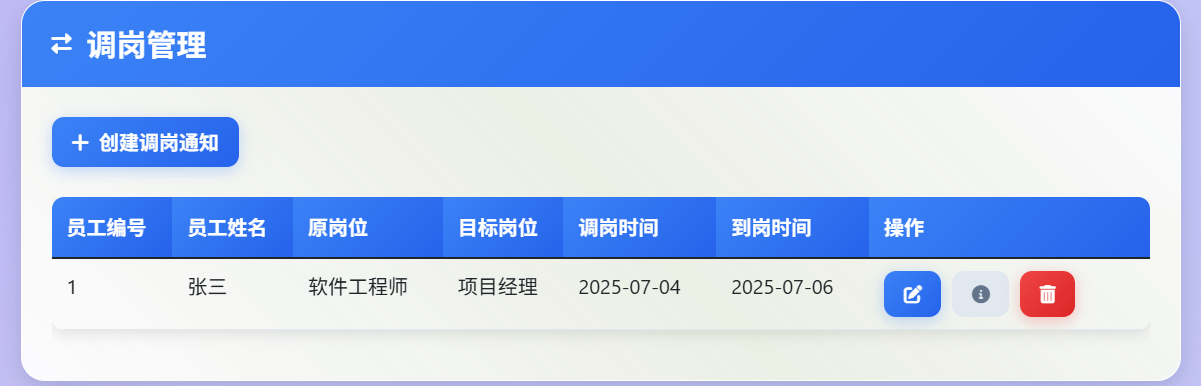 调岗管理
创建调岗通知
员工编号 员工姓名 原岗位 目标岗位 调岗时间 到岗时间 操作
1 张三 软件工程师 项目经理 2025-07-04 2025-07-06